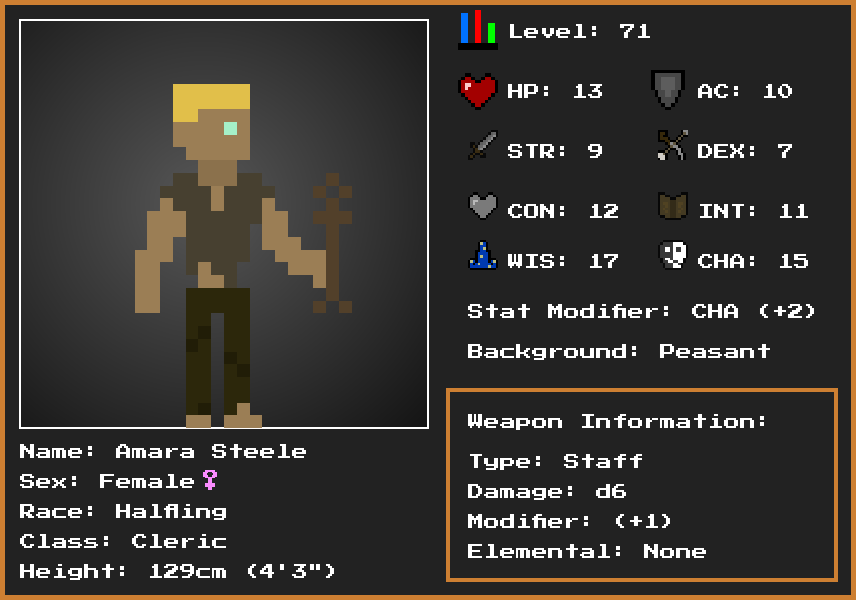 Level: 71
HP: 13 AC: 10
STR: 9 DEX: 7
CON: 12 INT: 11
WIS: 17 CHA: 15
Stat Modifier: CHA (+2)
Background: Peasant
Weapon Information:
Type: Staff
Damage: d6
Modifier: (+1)
Elemental: None
Name: Amara Steele
Sex: Female♀
Race: Halfling
Class: Cleric
Height: 129cm (4'3")